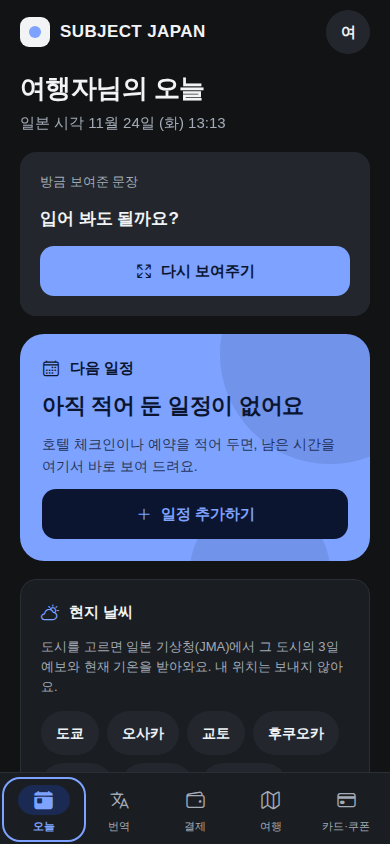 SUBJECT JAPAN
여
여행자님의 오늘
일본 시각 11월 24일 (화) 13:13
방금 보여준 문장
입어 봐도 될까요?
다시 보여주기
다음 일정
아직 적어 둔 일정이 없어요
호텔 체크인이나 예약을 적어 두면, 남은 시간을
여기서 바로 보여 드려요.
일정 추가하기
현지 날씨
도시를 고르면 일본 기상청(JMA)에서 그 도시의 3일
예보와 현재 기온을 받아와요. 내 위치는 보내지 않아
요.
도쿄 오사카 교토 후쿠오카
오늘 번역 결제 여행 카드·쿠폰